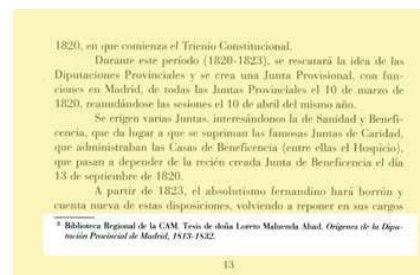 1820, en que comienza el Trienio Constitucional.
Durante este período (1820-1823), se rescatará la idea de las
Diputaciones Provinciales y se crea una Junta Provisional, con fun-
ciones en Madrid, de todas las Juntas Provinciales el 10 de marzo de
1820, reanudándose las sesiones el 10 de abril del mismo año.
Se erigen varias Juntas, interesándonos la de Sanidad y Benefi-
cencia, que da lugar a que se supriman las famosas Juntas de Caridad,
que administraban las Casas de Beneficencia (entre ellas el Hospicio),
que pasan a depender de la recién creada Junta de Beneficencia el día
13 de septiembre de 1820.
A partir de 1823, el absolutismo fernandino hará borrón y
cuenta nueva de estas disposiciones, volviendo a reponer en sus cargos
Biblioteca Regional de la CAM. Tesis de doña Loreto Maluenda Abad. Orígenes de la Dipu-
tación Provincial de Madrid, 1813-1832.
13